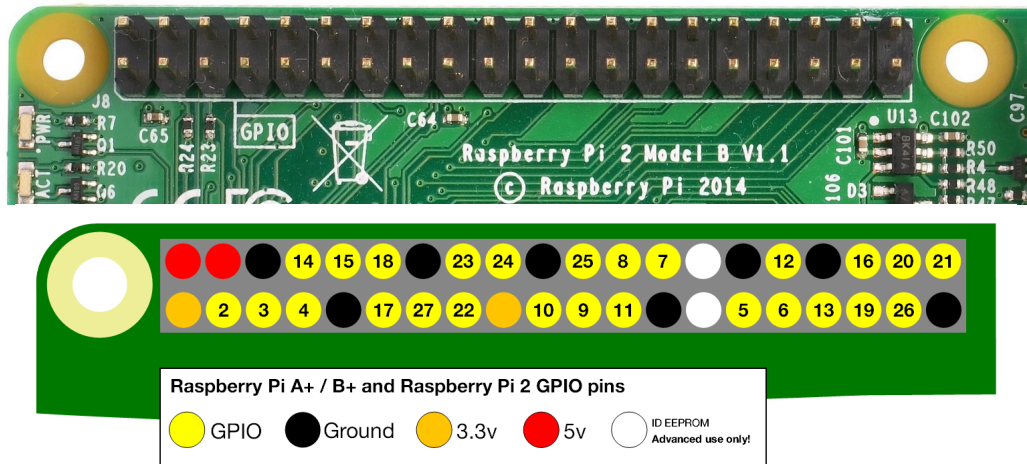 J8
R7
PWR
Q1
C65
R24
R23
GPIO
C64
U13
C102
C97
C101
8K41A
R50
R20
ACT
Q6
Raspberry Pi 2 Model B V1.1
© Raspberry Pi 2014
R4
106
D3
R48
R47
14 15 18 23 24 25 8 7 12 16 20 21
2 3 4 17 27 22 10 9 11 5 6 13 19 26
Raspberry Pi A+ / B+ and Raspberry Pi 2 GPIO pins
GPIO Ground 3.3v 5v ID EEPROM
Advanced use only!